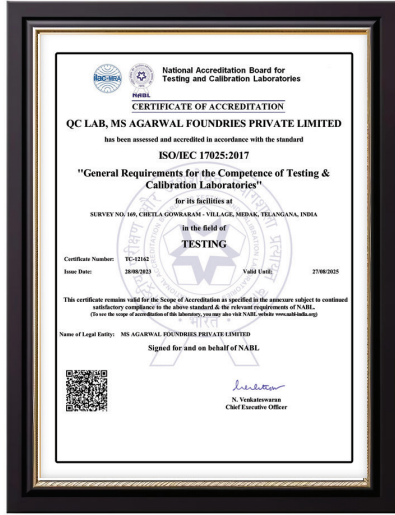 National Accreditation Board for
Testing and Calibration Laboratories
ilac-MRA
NABL
CERTIFICATE OF ACCREDITATION
QC LAB, MS AGARWAL FOUNDRIES PRIVATE LIMITED
has been assessed and accredited in accordance with the standard
ISO/IEC 17025:2017
"General Requirements for the Competence of Testing &
Calibration Laboratories"
for its facilities at
SURVEY NO. 169, CHETLA GOWRARAM - VILLAGE, MEDAK, TELANGANA, INDIA
in the field of
TESTING
Certificate Number: TC-12162
Issue Date: 28/08/2023 Valid Until: 27/08/2025
This certificate remains valid for the Scope of Accreditation as specified in the annexure subject to continued
satisfactory compliance to the above standard & the relevant requirements of NABL.
(To see the scope of accreditation of this laboratory, you may also visit NABL website www.nabl-india.org)
Name of Legal Entity: MS AGARWAL FOUNDRIES PRIVATE LIMITED
Signed for and on behalf of NABL
N. Venkateswaran
Chief Executive Officer